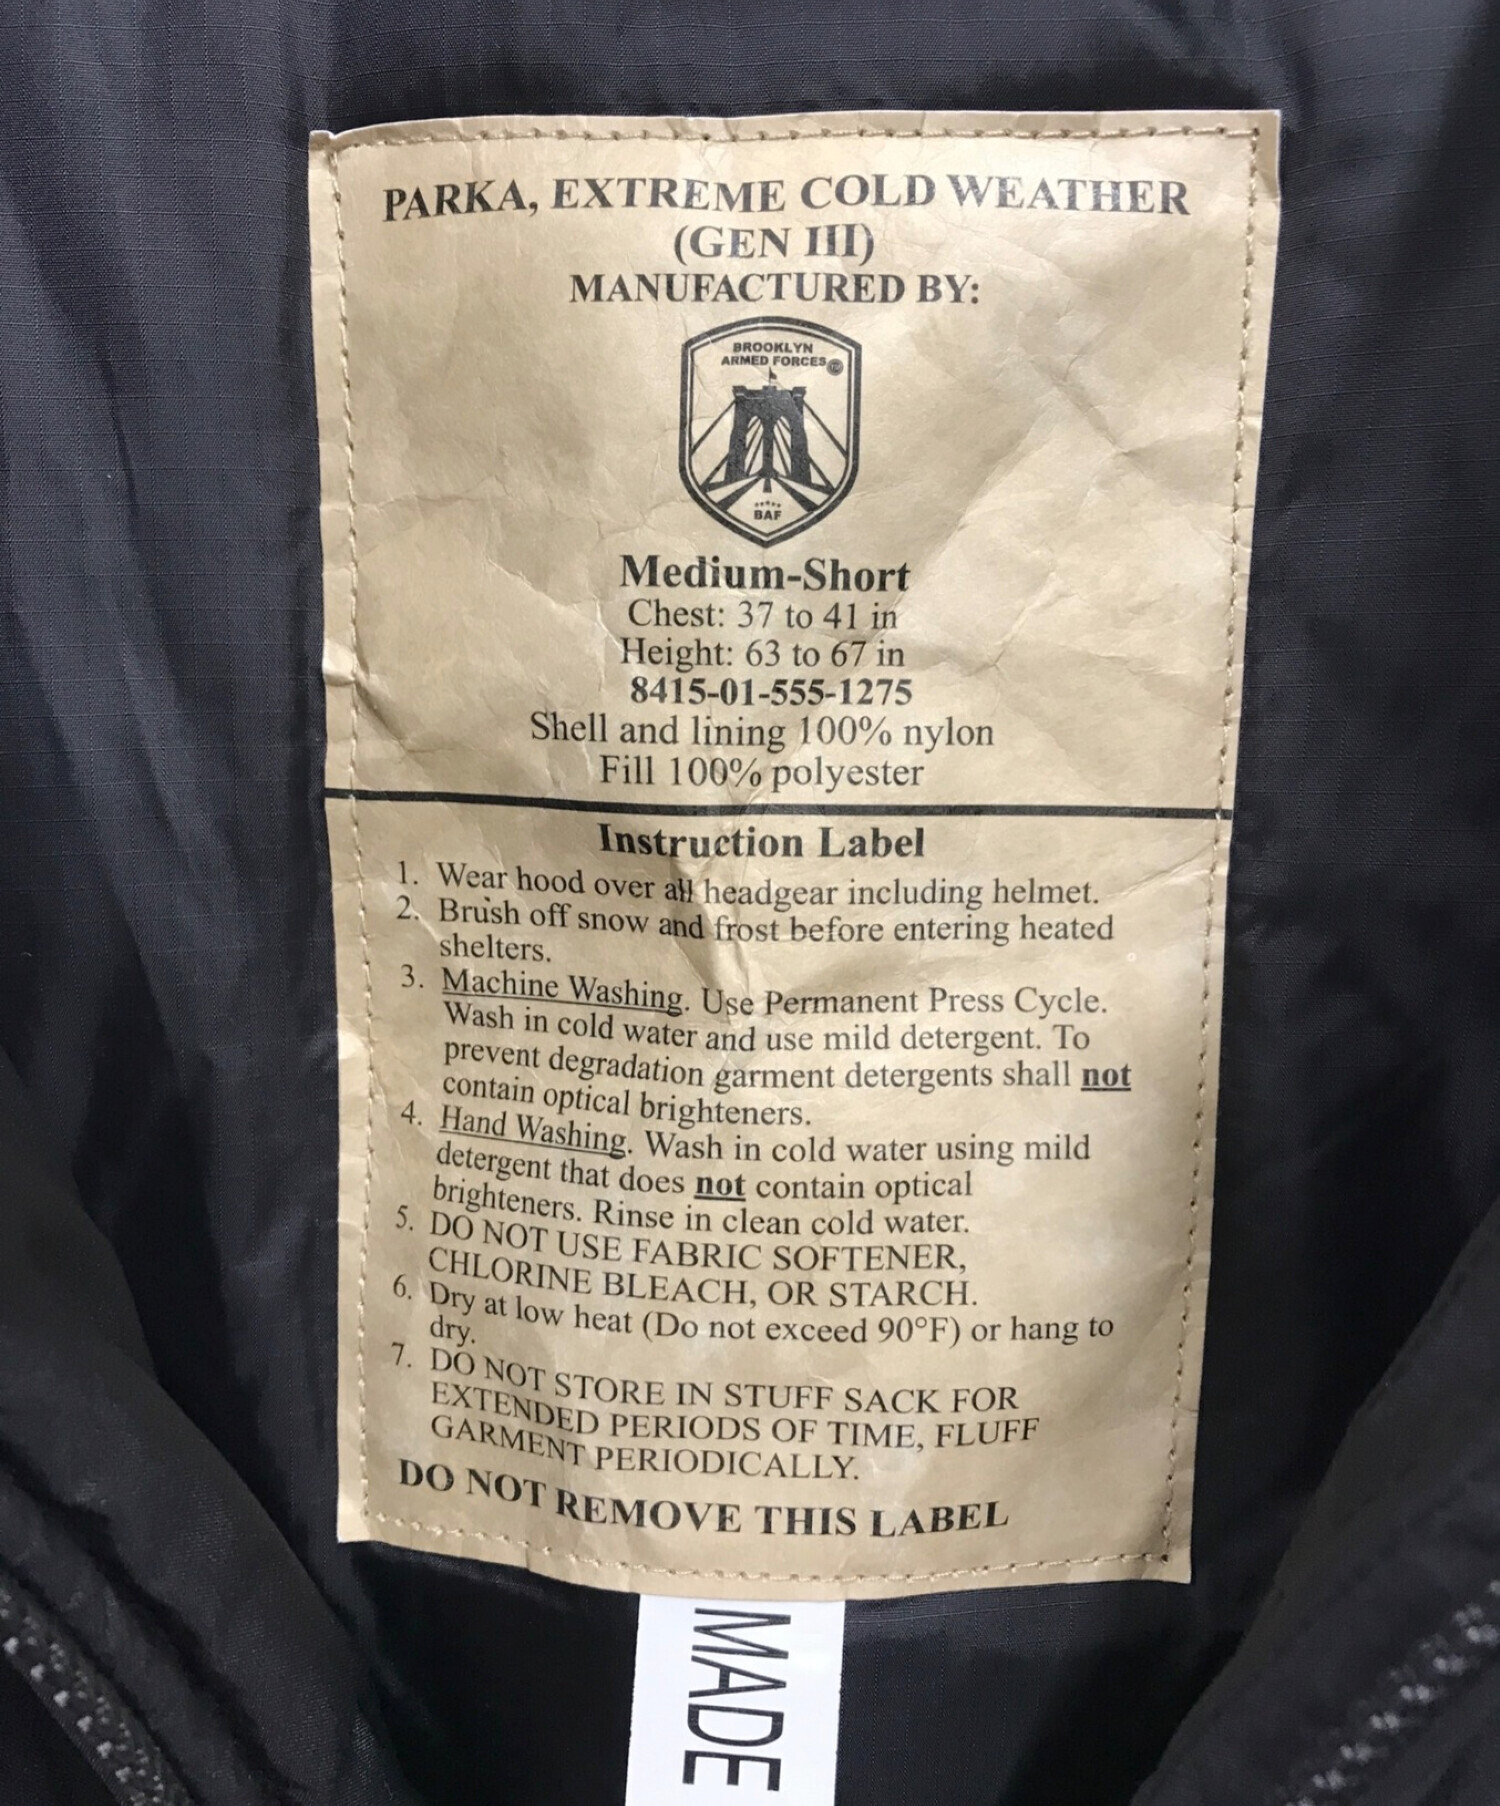 PARKA, EXTREME COLD WEATHER
(GEN III)
MANUFACTURED BY:
BROOKLYN
ARMED FORCES
BAF
Medium-Short
Chest: 37 to 41 in
Height: 63 to 67 in
8415-01-555-1275
Shell and lining 100% nylon
Fill 100% polyester
Instruction Label
1. Wear hood over all headgear including helmet.
2. Brush off snow and frost before entering heated
shelters.
3. Machine Washing. Use Permanent Press Cycle.
Wash in cold water and use mild detergent. To
prevent degradation garment detergents shall not
contain optical brighteners.
4. Hand Washing. Wash in cold water using mild
detergent that does not contain optical
brighteners. Rinse in clean cold water.
5. DO NOT USE FABRIC SOFTENER,
CHLORINE BLEACH, OR STARCH.
6. Dry at low heat (Do not exceed 90°F) or hang to
dry.
7. DO NOT STORE IN STUFF SACK FOR
EXTENDED PERIODS OF TIME, FLUFF
GARMENT PERIODICALLY.
DO NOT REMOVE THIS LABEL
MADE